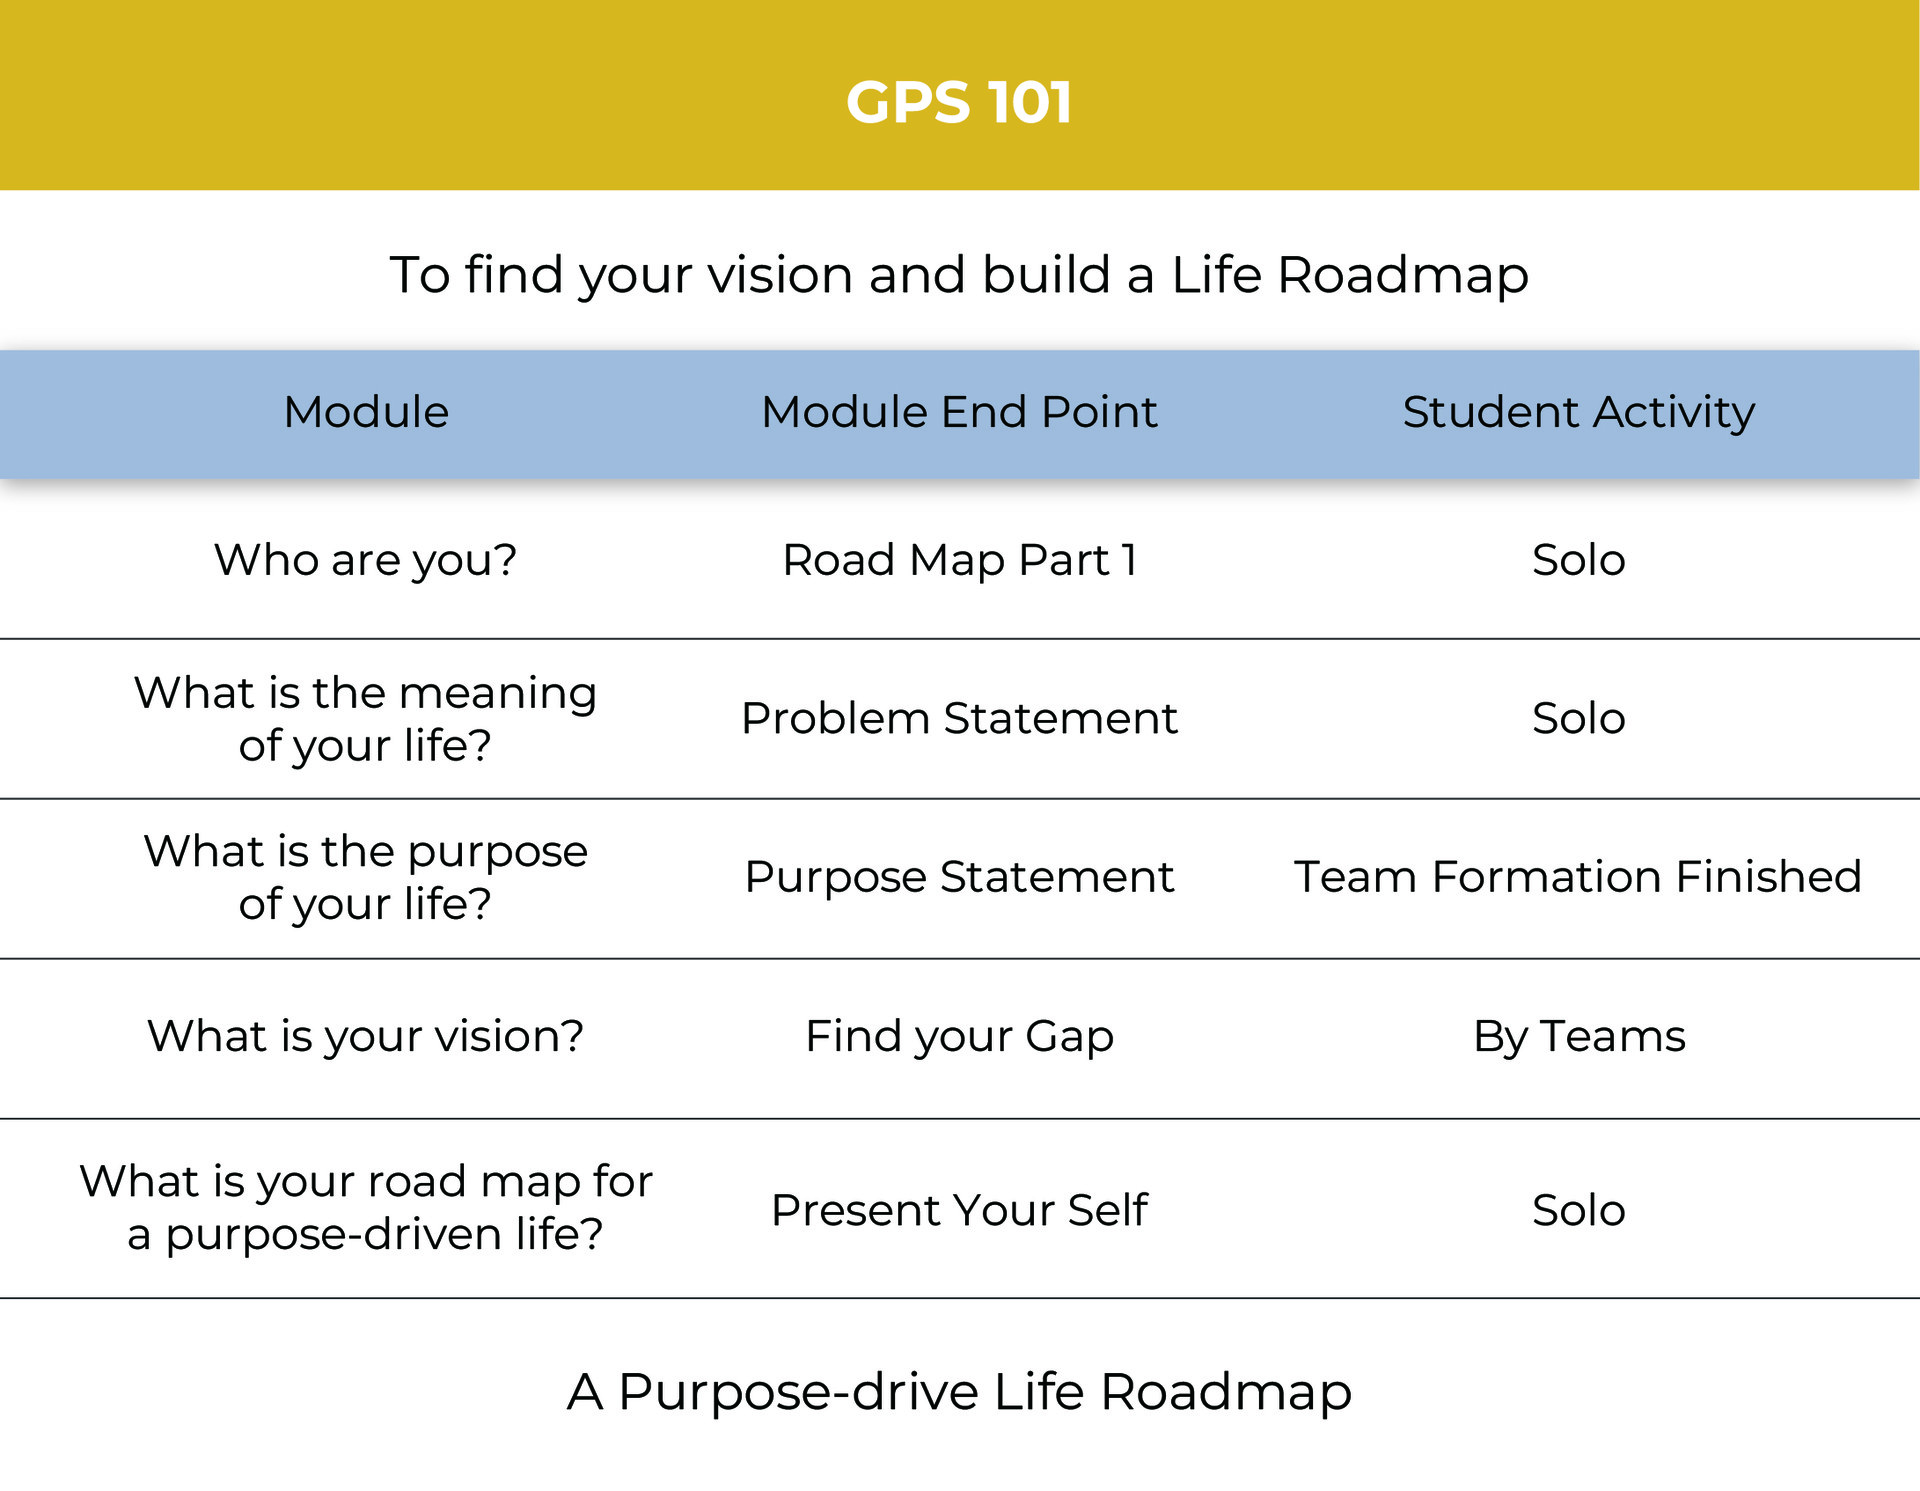 GPS 101
To find your vision and build a Life Roadmap
Module Module End Point Student Activity
Who are you? Road Map Part 1 Solo
What is the meaning
of your life? Problem Statement Solo
What is the purpose
of your life? Purpose Statement Team Formation Finished
What is your vision? Find your Gap By Teams
What is your road map for
a purpose-driven life? Present Your Self Solo
A Purpose-drive Life Roadmap